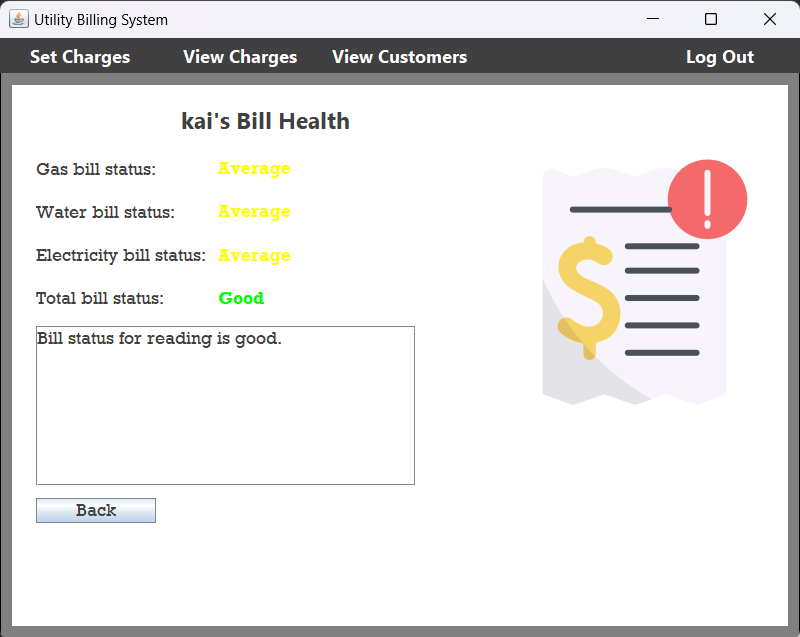 Utility Billing System
Set Charges View Charges View Customers Log Out
kai's Bill Health
Gas bill status: Average
Water bill status: Average
Electricity bill status: Average
Total bill status: Good
Bill status for reading is good.
Back